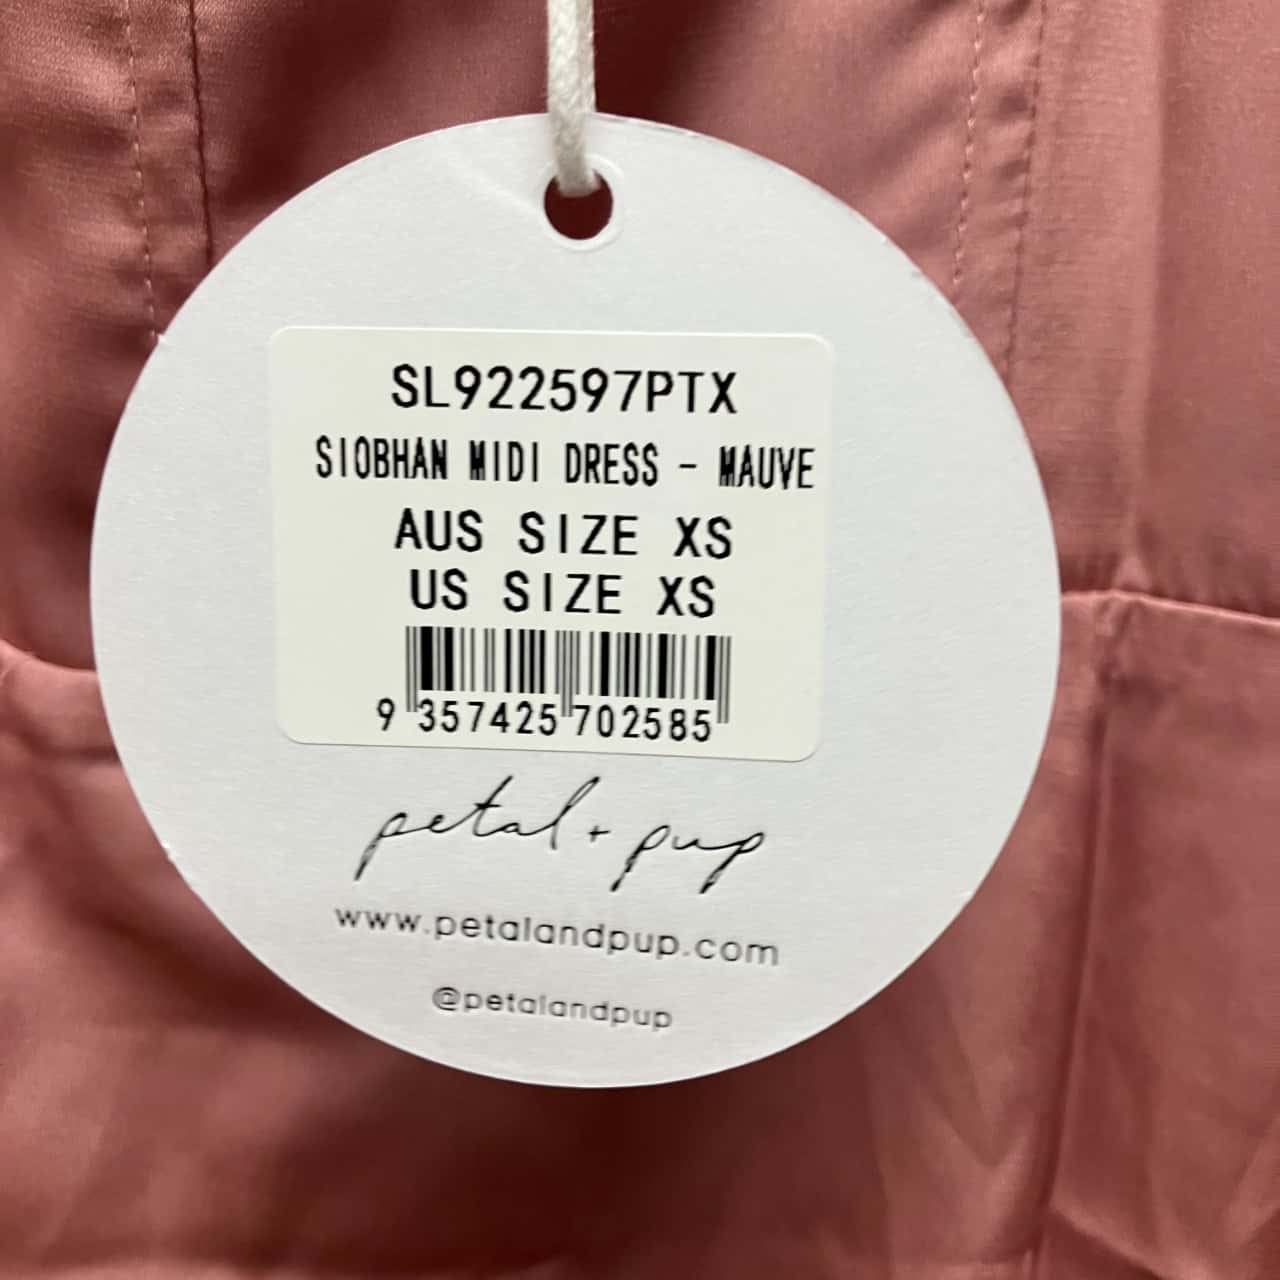 SL922597PTX
SIOBHAN MIDI DRESS - MAUVE
AUS SIZE XS
US SIZE XS
9 357425 702585
petal + pup
www.petalandpup.com
@petalandpup